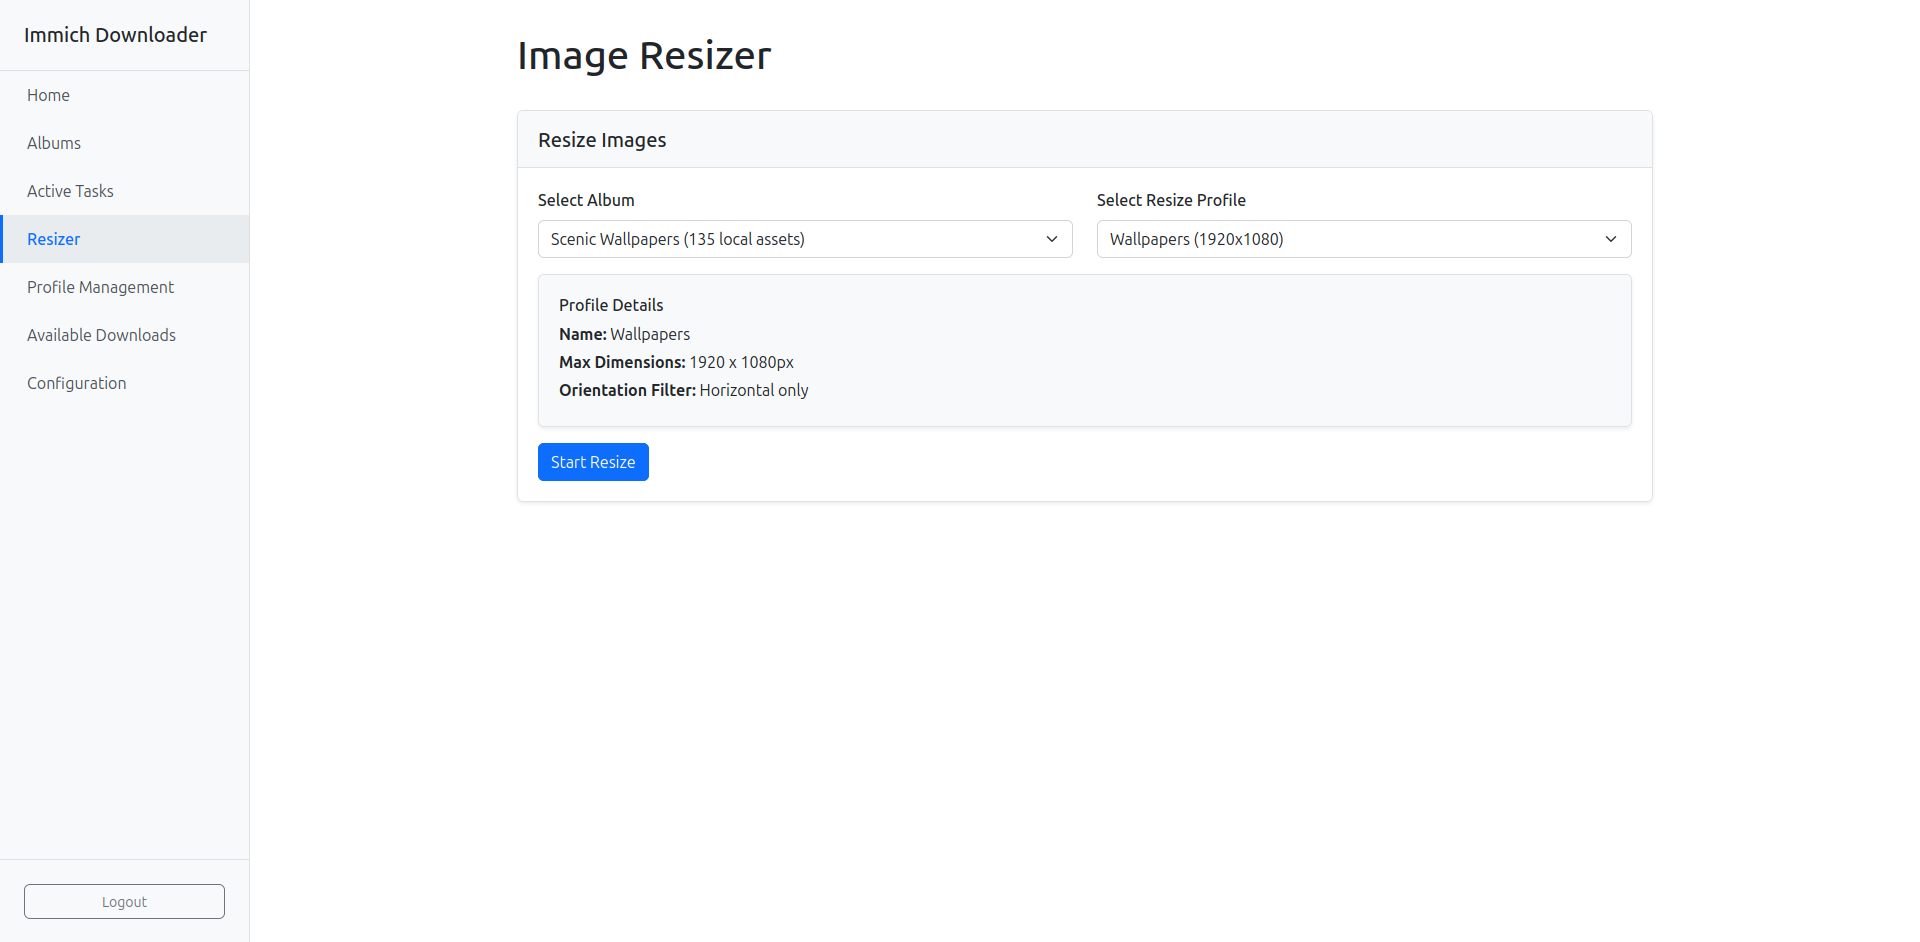 Immich Downloader
Home
Albums
Active Tasks
Resizer
Profile Management
Available Downloads
Configuration
Logout
Image Resizer
Resize Images
Select Album
Scenic Wallpapers (135 local assets)
Select Resize Profile
Wallpapers (1920x1080)
Profile Details
Name: Wallpapers
Max Dimensions: 1920 x 1080px
Orientation Filter: Horizontal only
Start Resize